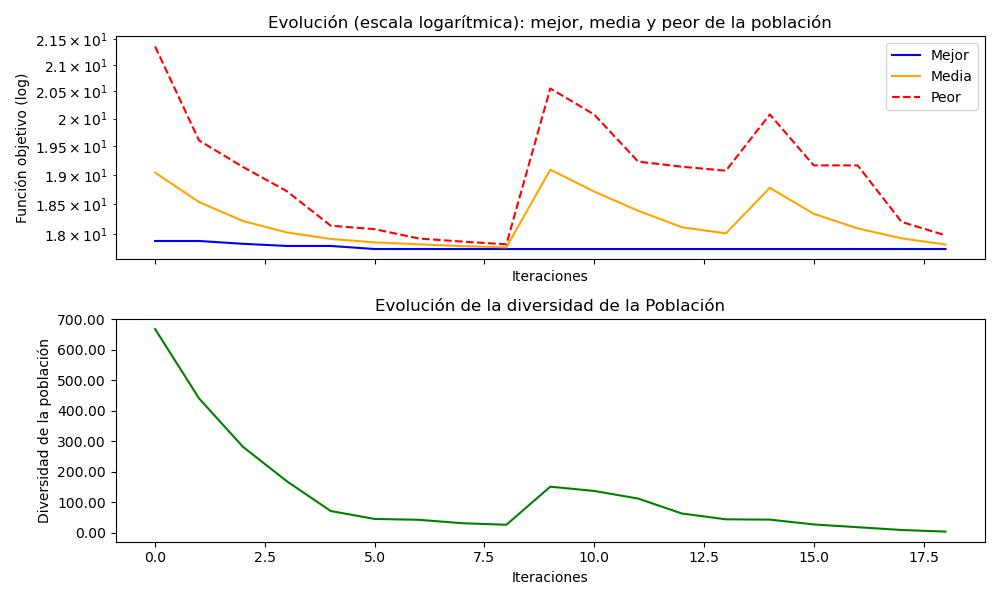 Evolución (escala logarítmica): mejor, media y peor de la población
Función objetivo (log)
2.15 × 10¹
2.1 × 10¹
2.05 × 10¹
2 × 10¹
1.95 × 10¹
1.9 × 10¹
1.85 × 10¹
1.8 × 10¹
Mejor
Media
Peor
Iteraciones
Evolución de la diversidad de la Población
Diversidad de la población
700.00
600.00
500.00
400.00
300.00
200.00
100.00
0.00
0.0 2.5 5.0 7.5 10.0 12.5 15.0 17.5
Iteraciones